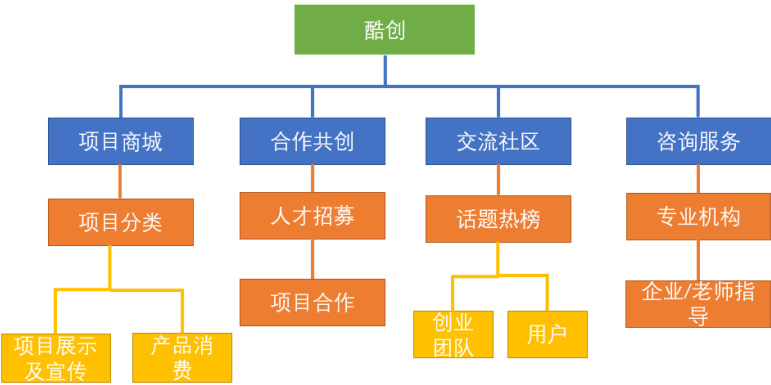 酷创
项目商城
合作共创
交流社区
咨询服务
项目分类
人才招募
话题热榜
专业机构
项目合作
企业/老师指
导
项目展示
及宣传
产品消
费
创业
团队
用户